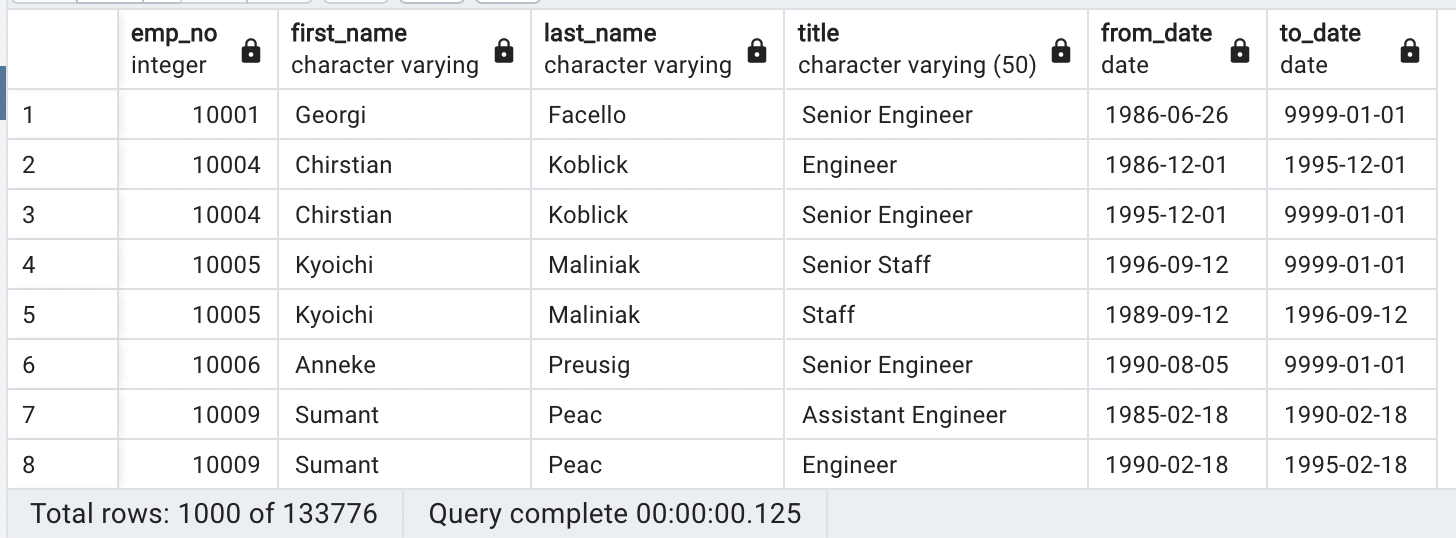 emp_no first_name last_name title from_date to_date
integer character varying character varying character varying (50) date date
1 10001 Georgi Facello Senior Engineer 1986-06-26 9999-01-01
2 10004 Chirstian Koblick Engineer 1986-12-01 1995-12-01
3 10004 Chirstian Koblick Senior Engineer 1995-12-01 9999-01-01
4 10005 Kyoichi Maliniak Senior Staff 1996-09-12 9999-01-01
5 10005 Kyoichi Maliniak Staff 1989-09-12 1996-09-12
6 10006 Anneke Preusig Senior Engineer 1990-08-05 9999-01-01
7 10009 Sumant Peac Assistant Engineer 1985-02-18 1990-02-18
8 10009 Sumant Peac Engineer 1990-02-18 1995-02-18
Total rows: 1000 of 133776 Query complete 00:00:00.125